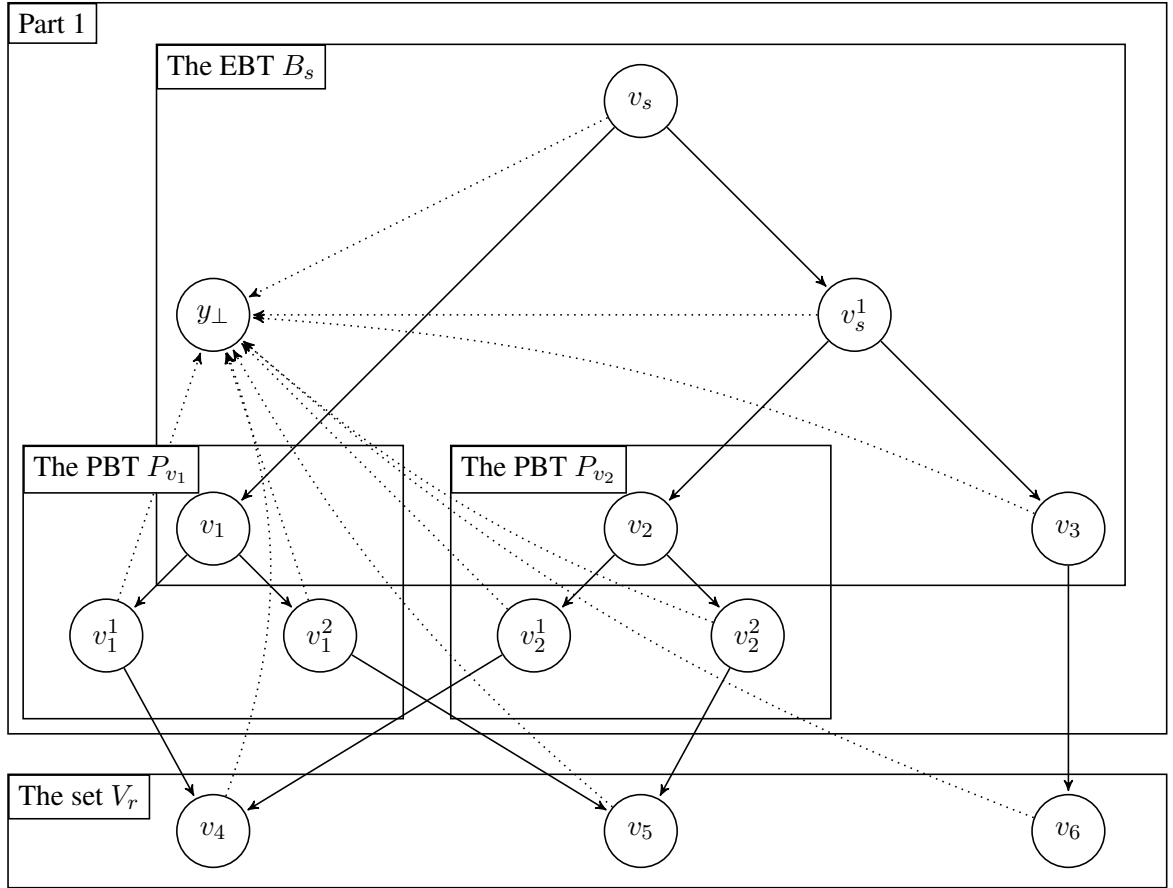 Part 1
The EBT $B_s$
$v_s$
$y_\perp$
$v_s^1$
The PBT $P_{v_1}$
The PBT $P_{v_2}$
$v_1$
$v_2$
$v_3$
$v_1^1$
$v_1^2$
$v_2^1$
$v_2^2$
The set $V_r$
$v_4$
$v_5$
$v_6$